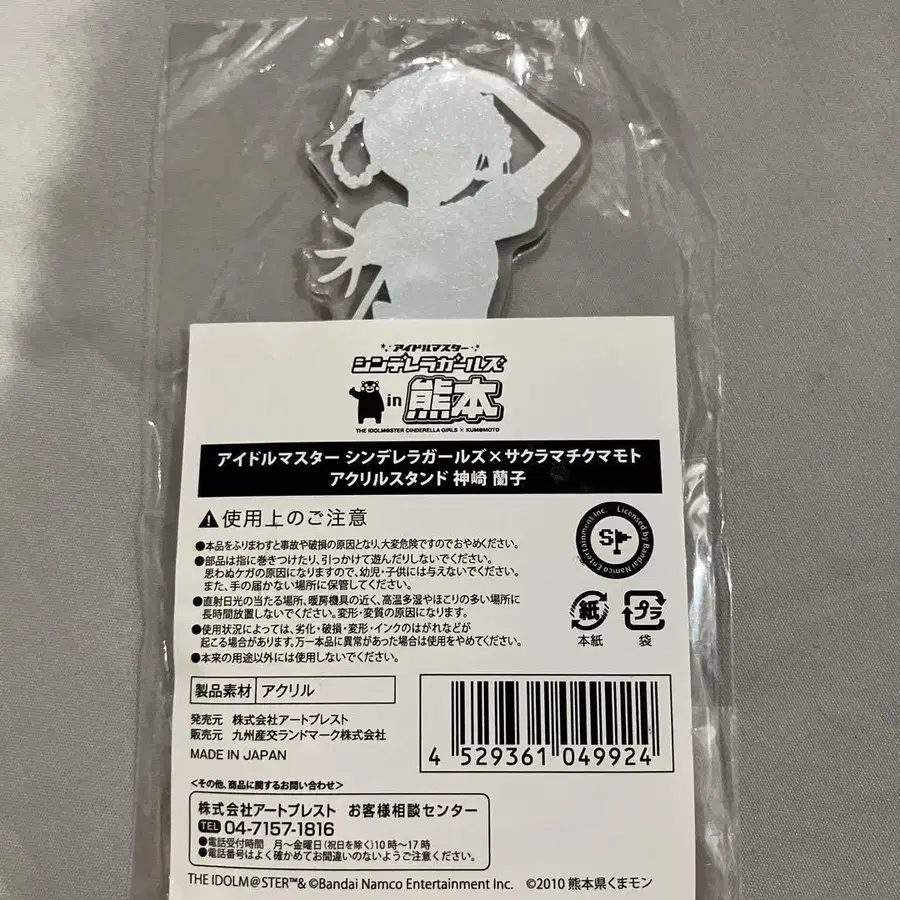 アイドルマスター
シンデレラガールズ
in 熊本
THE IDOLM@STER CINDERELLA GIRLS × KUM@MOTO
アイドルマスター シンデレラガールズ×サクラマチクマモト
アクリルスタンド 神崎 蘭子
使用上のご注意
●本品をふりまわすと事故や破損の原因となり、大変危険ですのでおやめください。
●部品は指に巻きつけたり、引っかけて遊んだりしないでください。
思わぬケガの原因になりますので、幼児・子供には与えないでください。
また、手の届かない場所に保管してください。
●直射日光の当たる場所、暖房機具の近く、高温多湿やほこりの多い場所に
長時間放置しないでください。変形・変質の原因になります。
●使用状況によっては、劣化・破損・変形・インクのはがれなどが
起こる場合があります。万一本品に異常があった場合は使用をやめてください。
●本来の用途以外には使用しないでください。
Licensed by Bandai Namco Entertainment Inc.
SP
紙
本紙
プラ
袋
製品素材 アクリル
発売元 株式会社アートプレスト
販売元 九州産交ランドマーク株式会社
MADE IN JAPAN
4 529361 049924
<その他、商品に関するお問い合わせ>
株式会社アートプレスト お客様相談センター
TEL 04-7157-1816
●電話受付時間 月〜金曜日(祝日を除く)10時〜17時
●電話番号はよく確かめてお間違いのないようご注意ください。
THE IDOLM@STER™& ©Bandai Namco Entertainment Inc. ©2010 熊本県くまモン